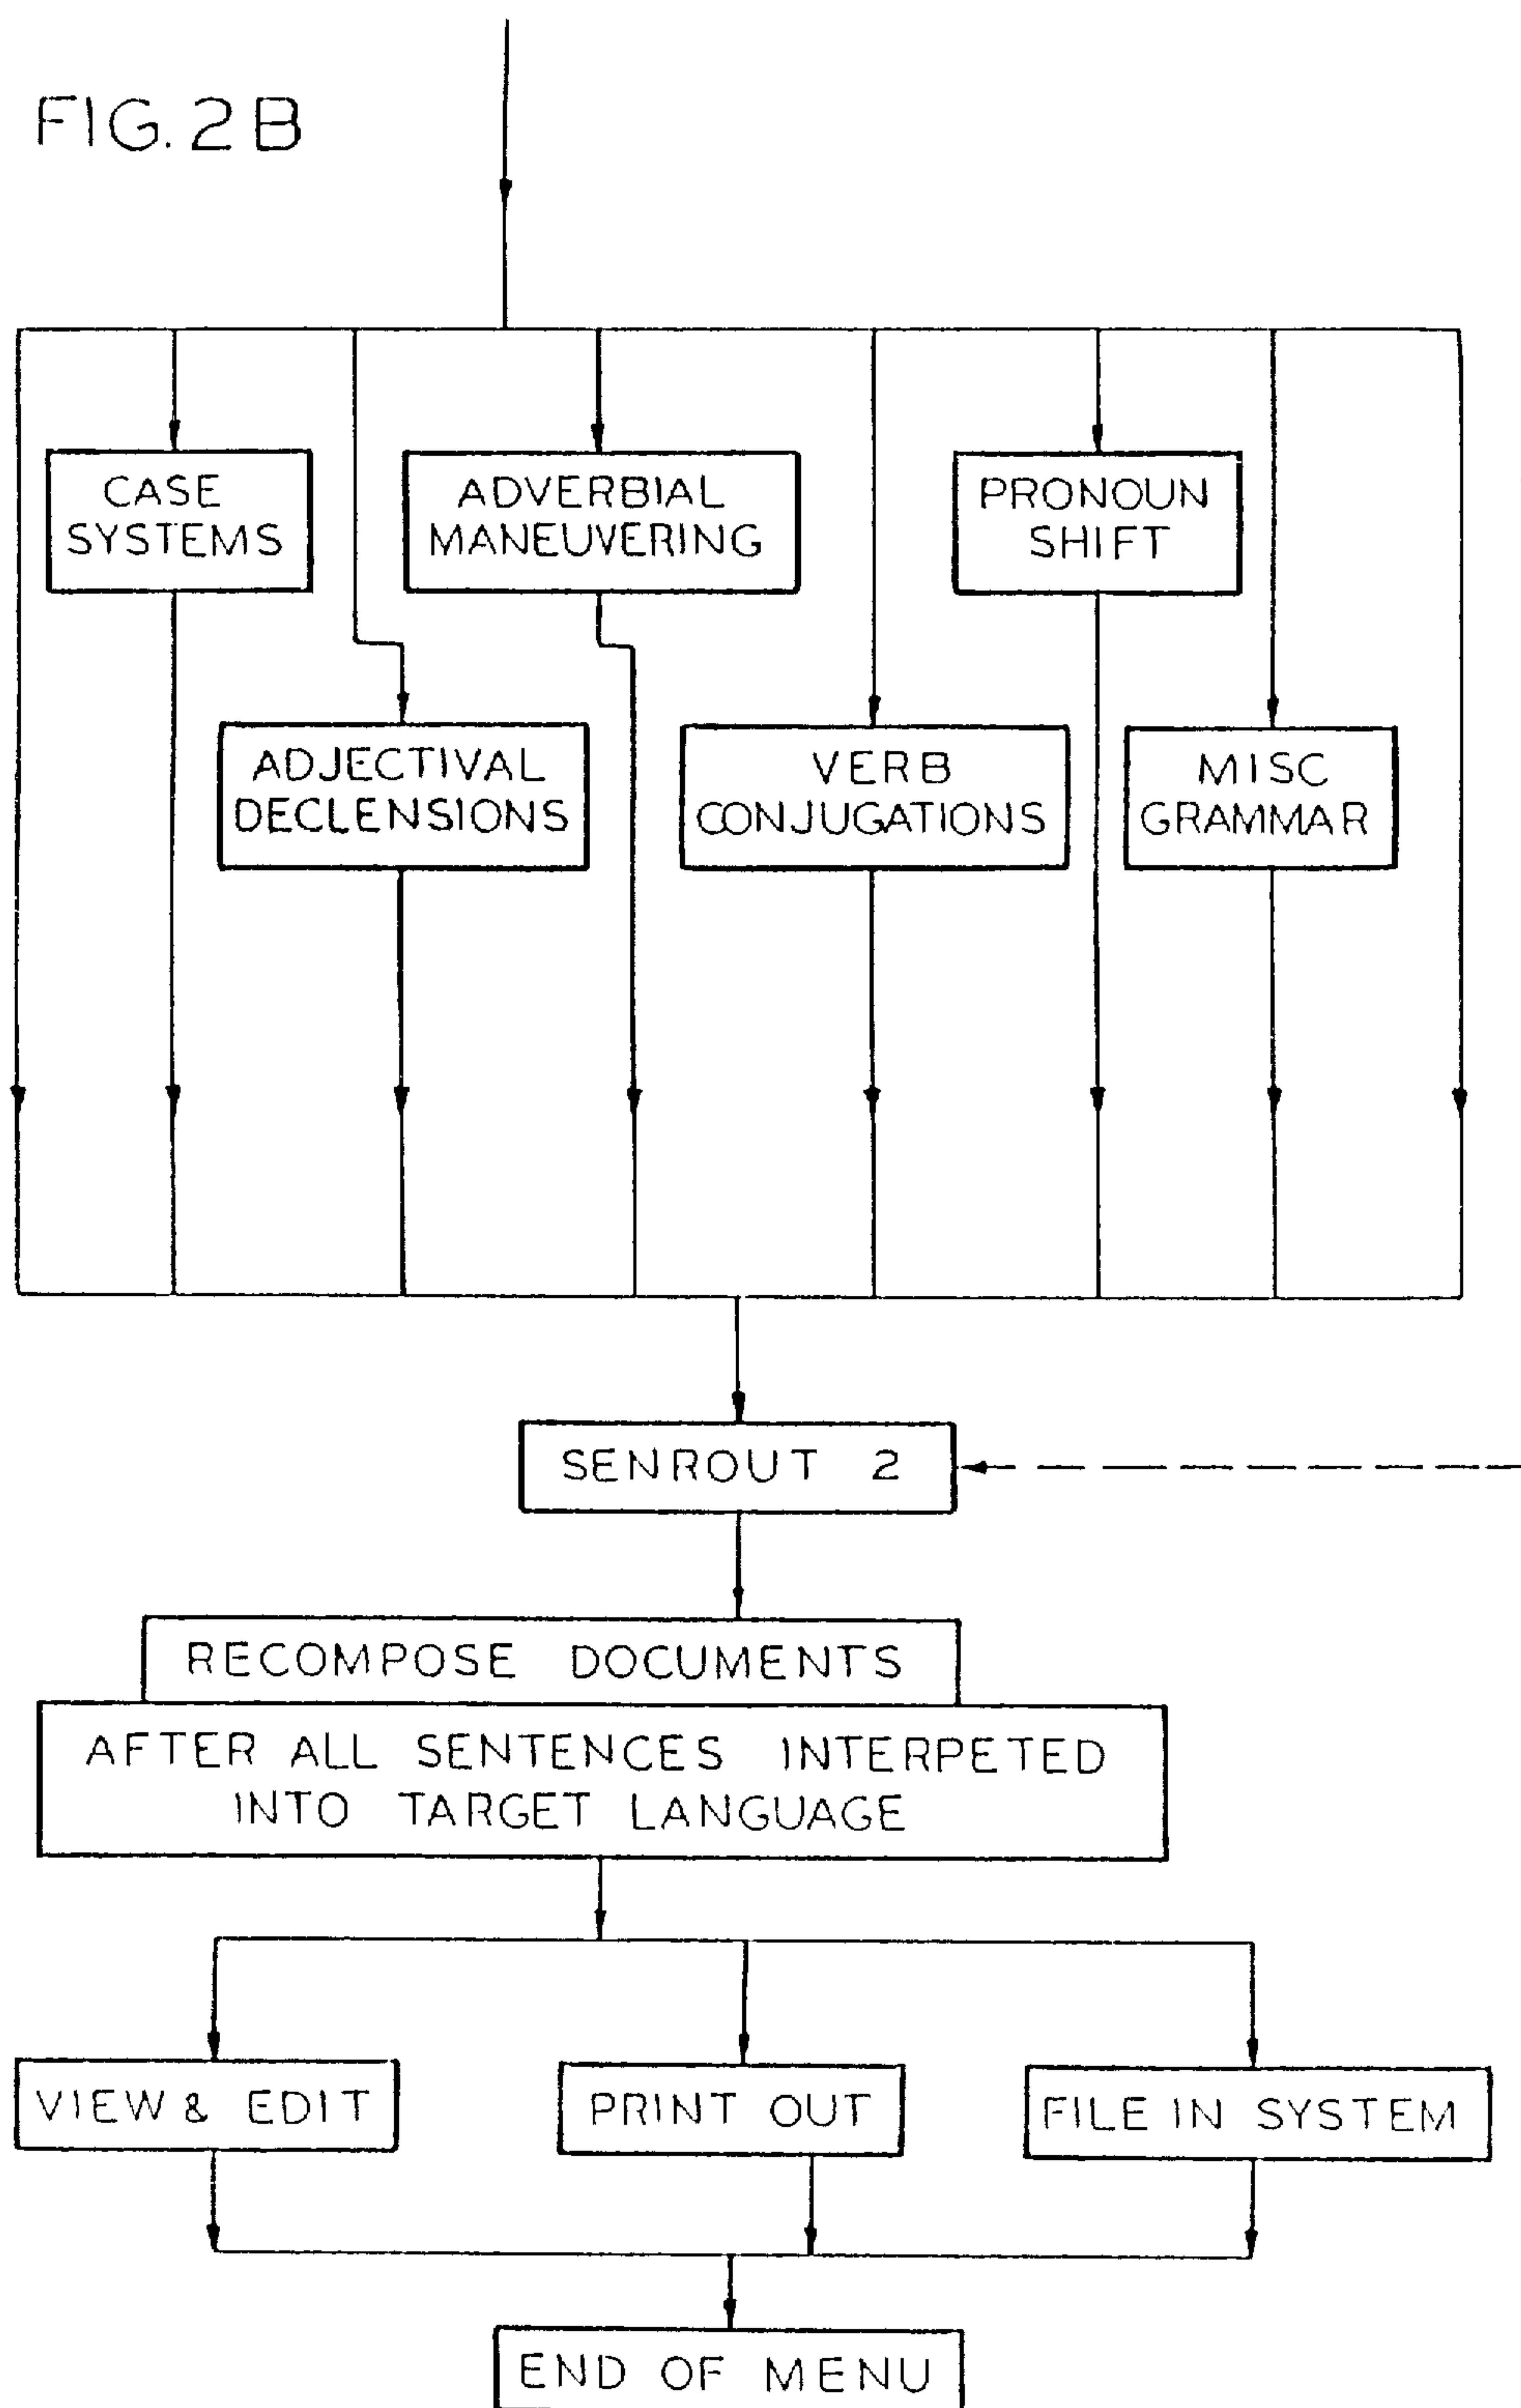 FIG. 2B
CASE
SYSTEMS
ADVERBIAL
MANEUVERING
PRONOUN
SHIFT
ADJECTIVAL
DECLENSIONS
VERB
CONJUGATIONS
MISC
GRAMMAR
SENROUT 2
RECOMPOSE DOCUMENTS
AFTER ALL SENTENCES INTERPETED
INTO TARGET LANGUAGE
VIEW & EDIT
PRINT OUT
FILE IN SYSTEM
END OF MENU